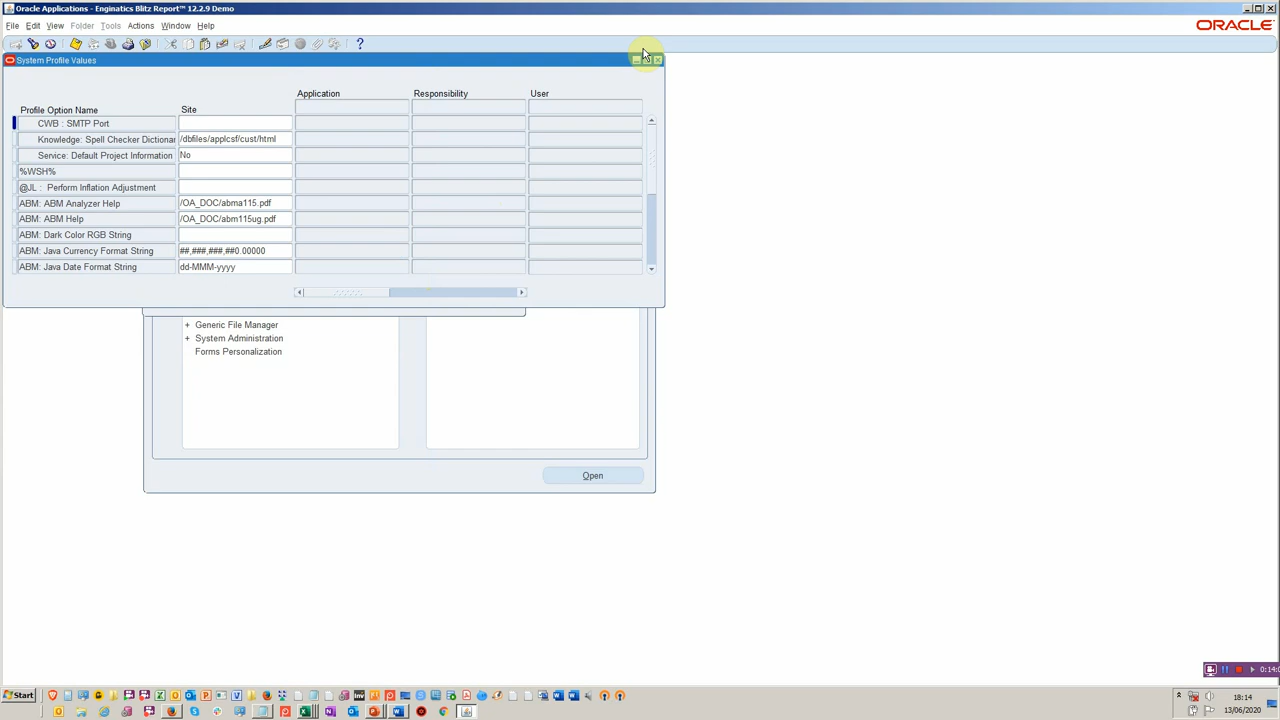 Oracle Applications - Enginatics Blitz Report™ 12.2.9 Demo
File Edit View Folder Tools Actions Window Help
ORACLE
System Profile Values
Application Responsibility User
Profile Option Name Site
CWB : SMTP Port
Knowledge: Spell Checker Dictionar /dbfiles/applcsf/cust/html
Service: Default Project Information No
%WSH%
@JL : Perform Inflation Adjustment
ABM: ABM Analyzer Help /OA_DOC/abma115.pdf
ABM: ABM Help /OA_DOC/abm115ug.pdf
ABM: Dark Color RGB String
ABM: Java Currency Format String ##,###,###,##0.00000
ABM: Java Date Format String dd-MMM-yyyy
+ Generic File Manager
+ System Administration
Forms Personalization
Open
0:14:0
Start
18:14
13/06/2020